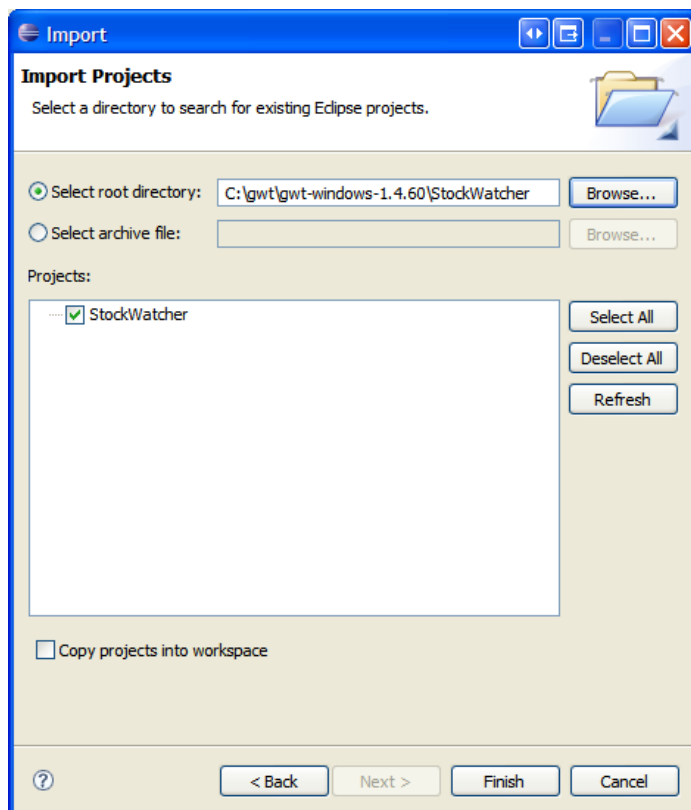 Import
Import Projects
Select a directory to search for existing Eclipse projects.
Select root directory: C:\gwt\gwt-windows-1.4.60\StockWatcher Browse...
Select archive file: Browse...
Projects:
StockWatcher
Select All
Deselect All
Refresh
Copy projects into workspace
? < Back Next > Finish Cancel